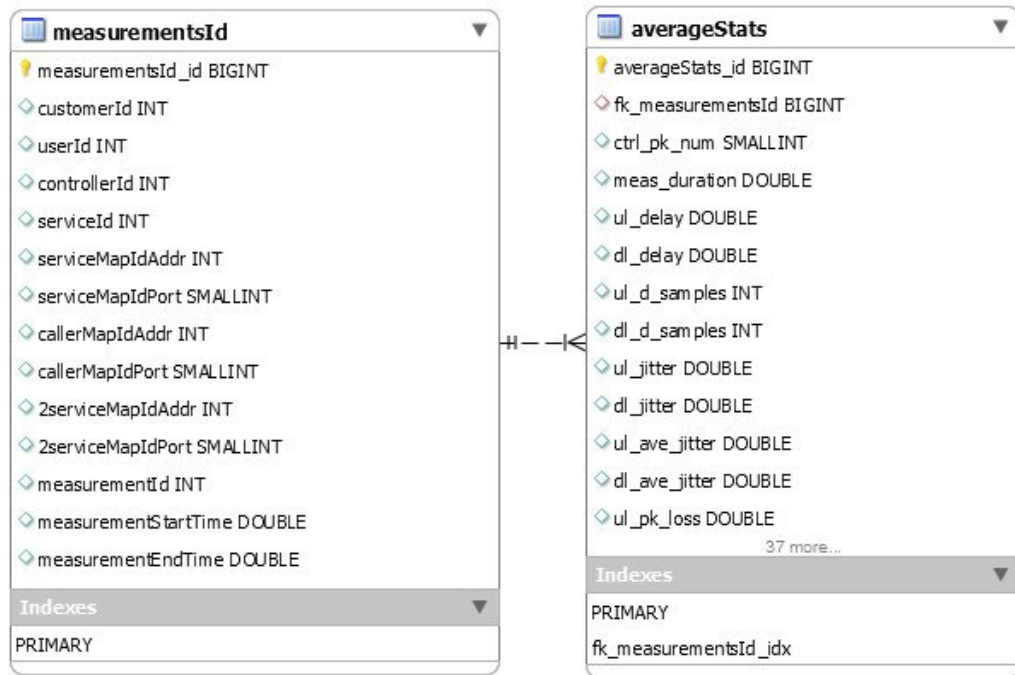 measurementsId
measurementsId_id BIGINT
customerId INT
userId INT
controllerId INT
serviceId INT
serviceMapIdAddr INT
serviceMapIdPort SMALLINT
callerMapIdAddr INT
callerMapIdPort SMALLINT
2serviceMapIdAddr INT
2serviceMapIdPort SMALLINT
measurementId INT
measurementStartTime DOUBLE
measurementEndTime DOUBLE
Indexes
PRIMARY
averageStats
averageStats_id BIGINT
fk_measurementsId BIGINT
ctrl_pk_num SMALLINT
meas_duration DOUBLE
ul_delay DOUBLE
dl_delay DOUBLE
ul_d_samples INT
dl_d_samples INT
ul_jitter DOUBLE
dl_jitter DOUBLE
ul_ave_jitter DOUBLE
dl_ave_jitter DOUBLE
ul_pk_loss DOUBLE
37 more...
Indexes
PRIMARY
fk_measurementsId_idx